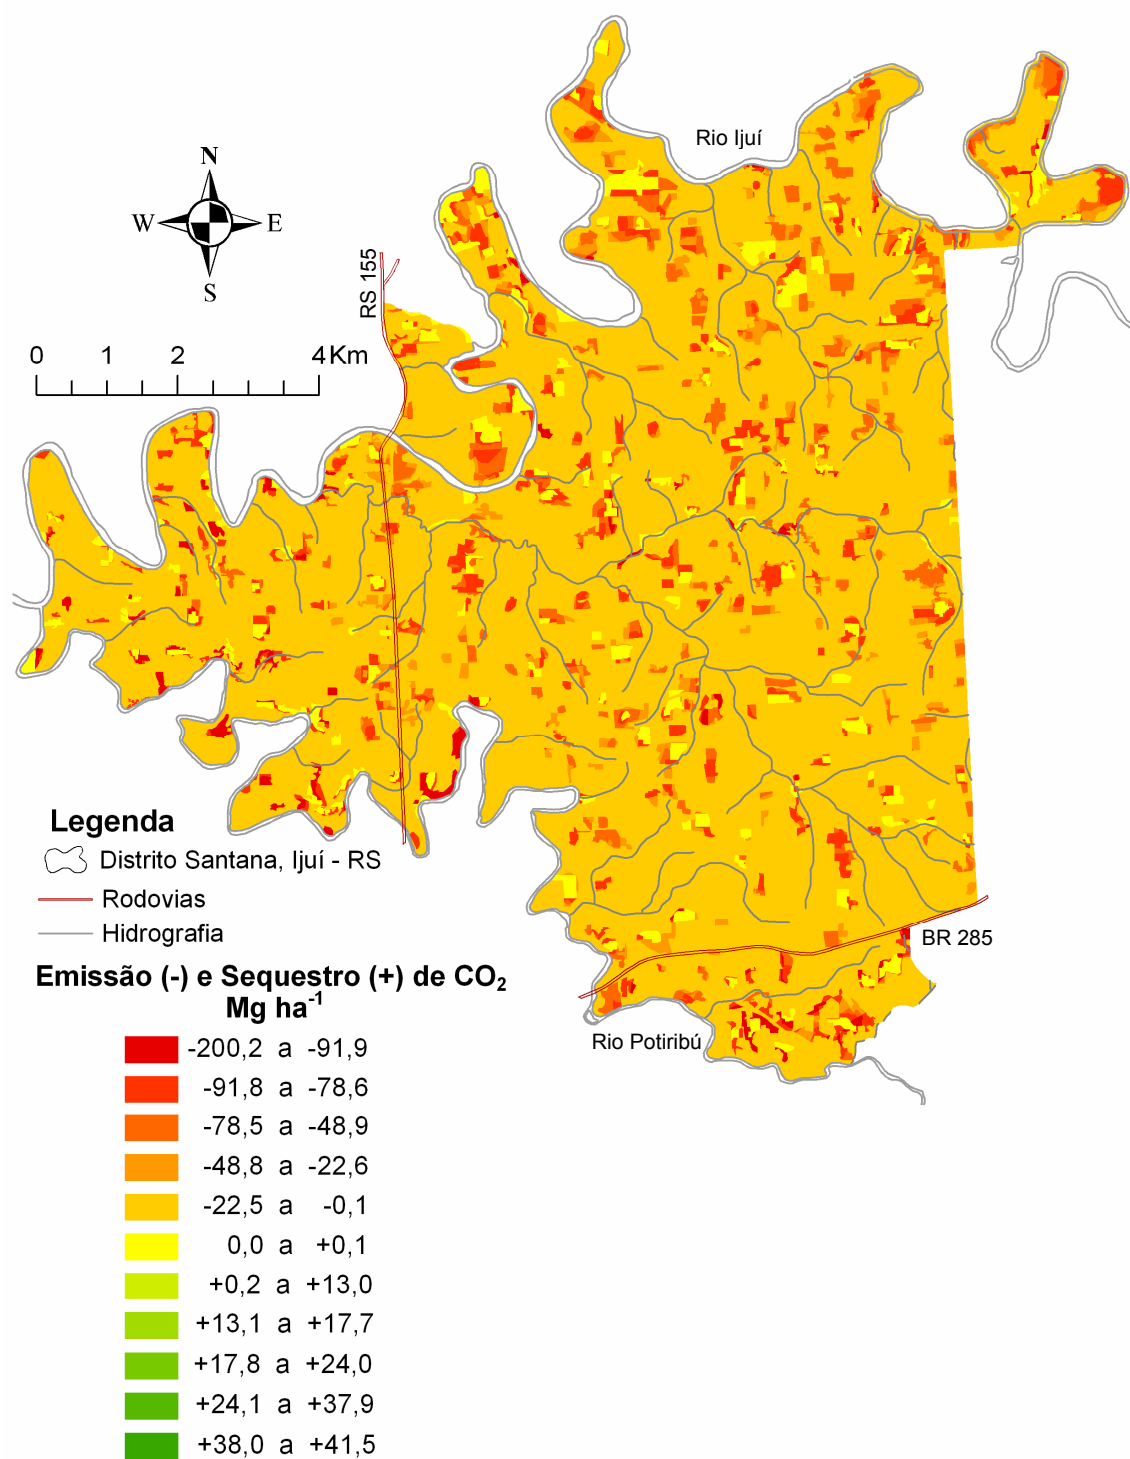 Rio Ijuí
N
W E
S
RS 155
0 1 2 4 Km
Legenda
Distrito Santana, Ijuí - RS
Rodovias
Hidrografia
BR 285
Emissão (-) e Sequestro (+) de CO₂
Mg ha⁻¹
Rio Potiribú
-200,2 a -91,9
-91,8 a -78,6
-78,5 a -48,9
-48,8 a -22,6
-22,5 a -0,1
0,0 a +0,1
+0,2 a +13,0
+13,1 a +17,7
+17,8 a +24,0
+24,1 a +37,9
+38,0 a +41,5